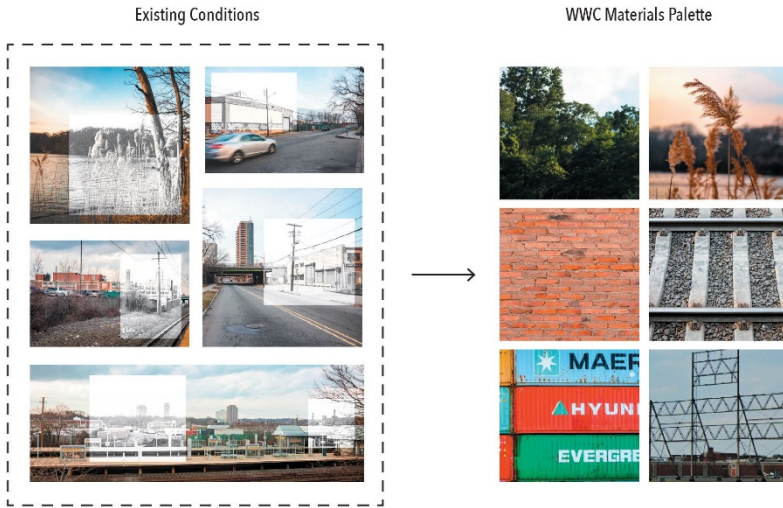 Existing Conditions
WWC Materials Palette
MAER
HYUN
EVERGRE